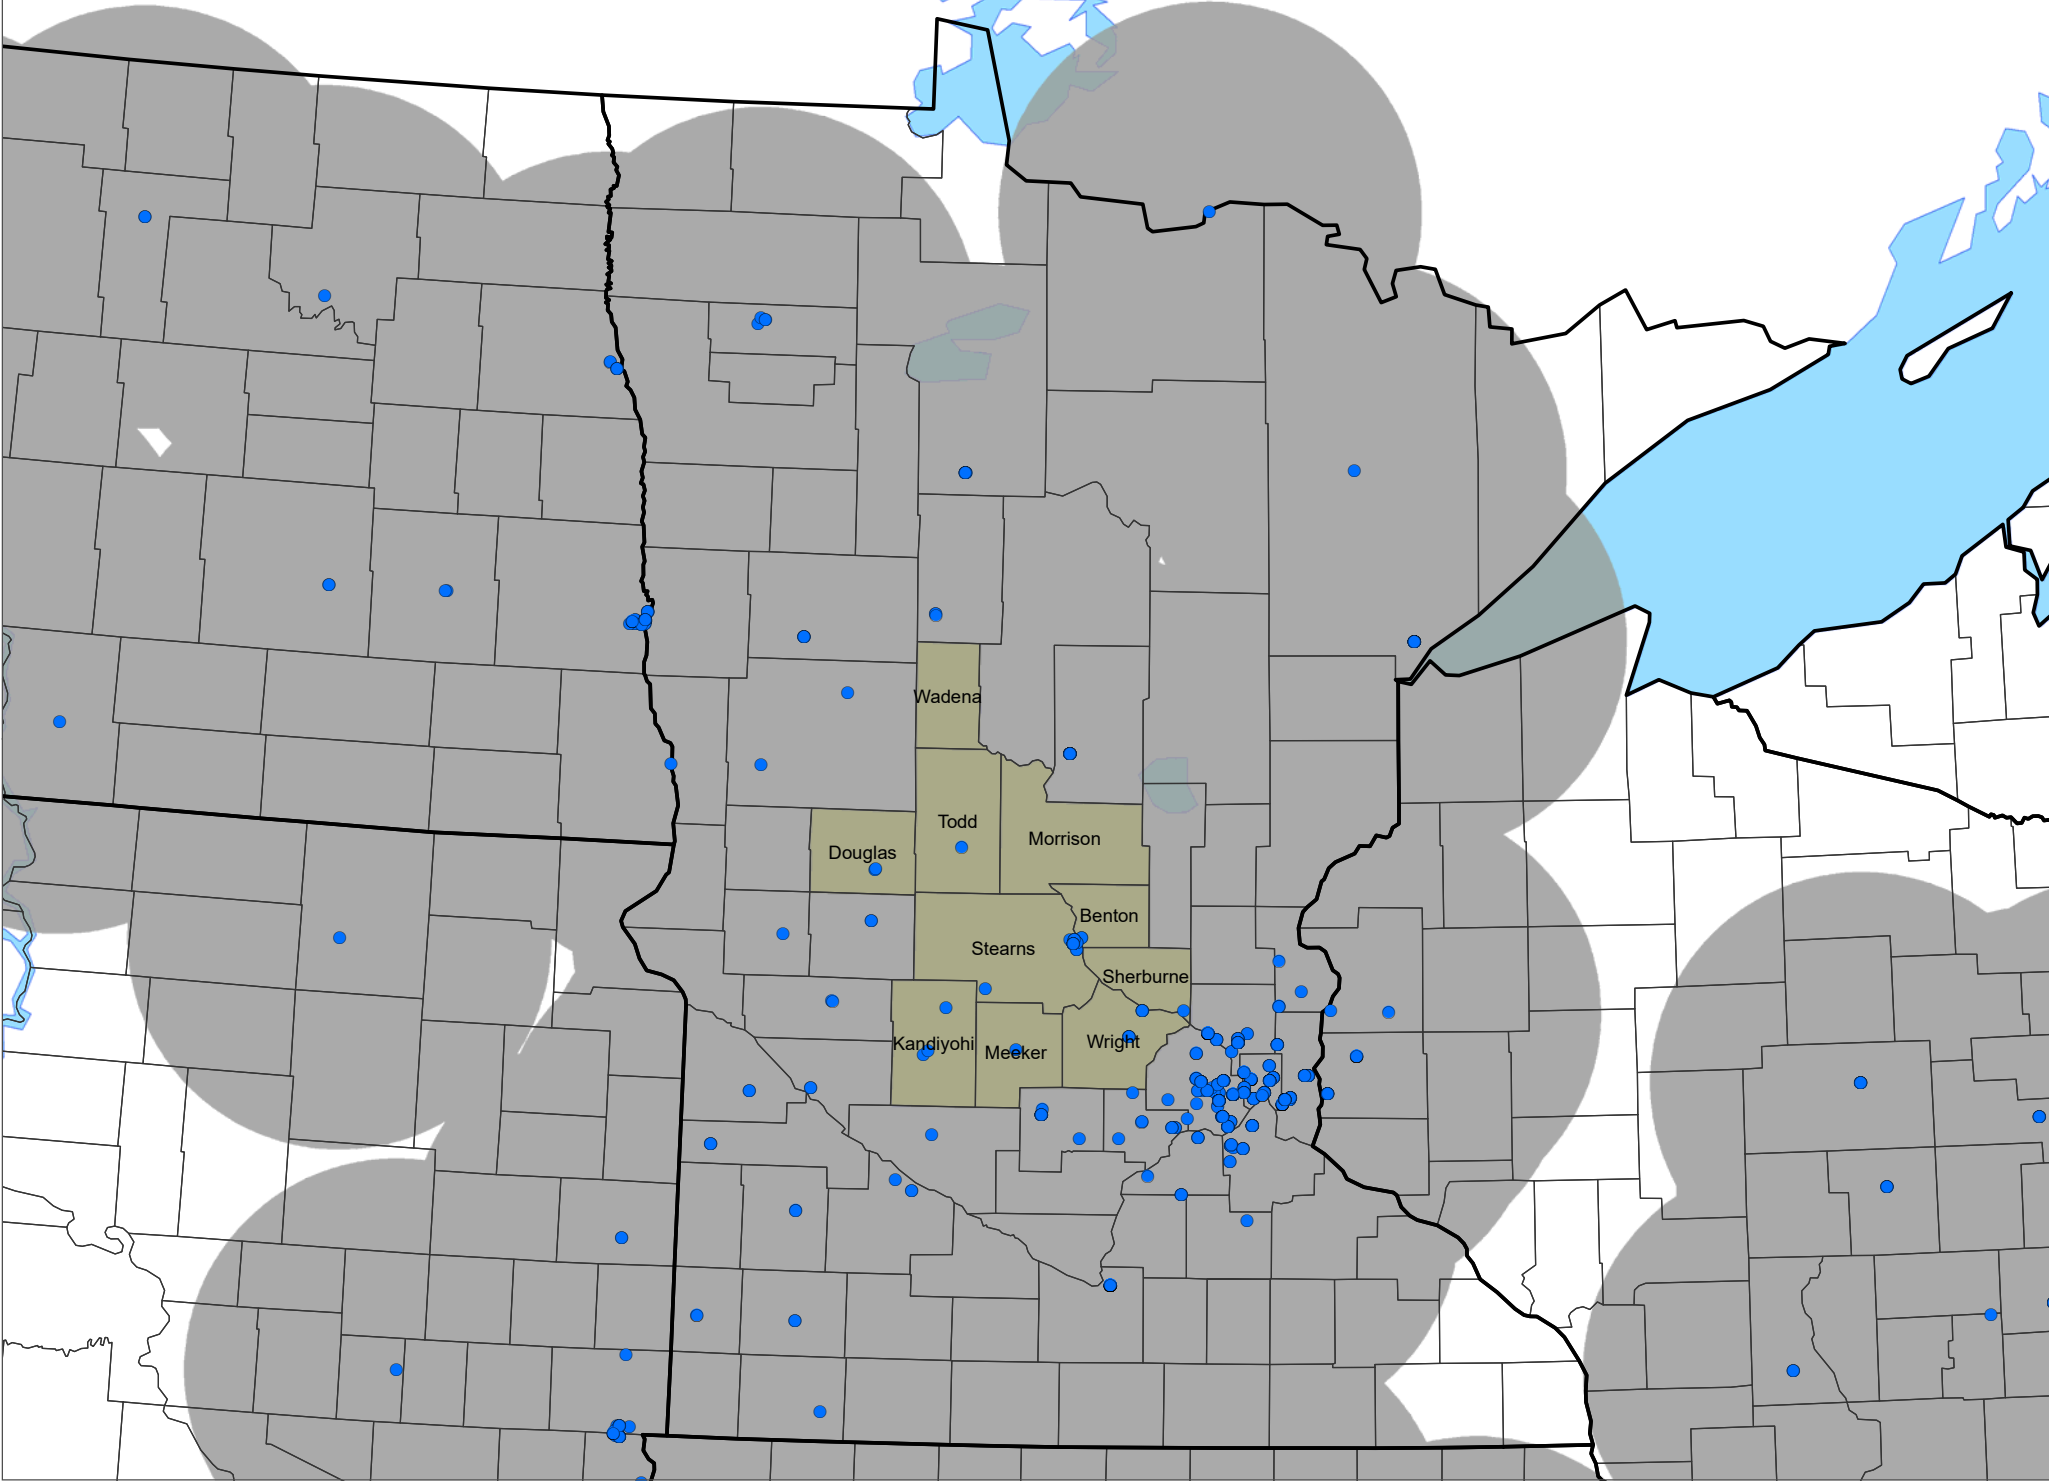 Wadena
Todd
Morrison
Douglas
Benton
Stearns
Sherburne
Kandiyohi
Meeker
Wright